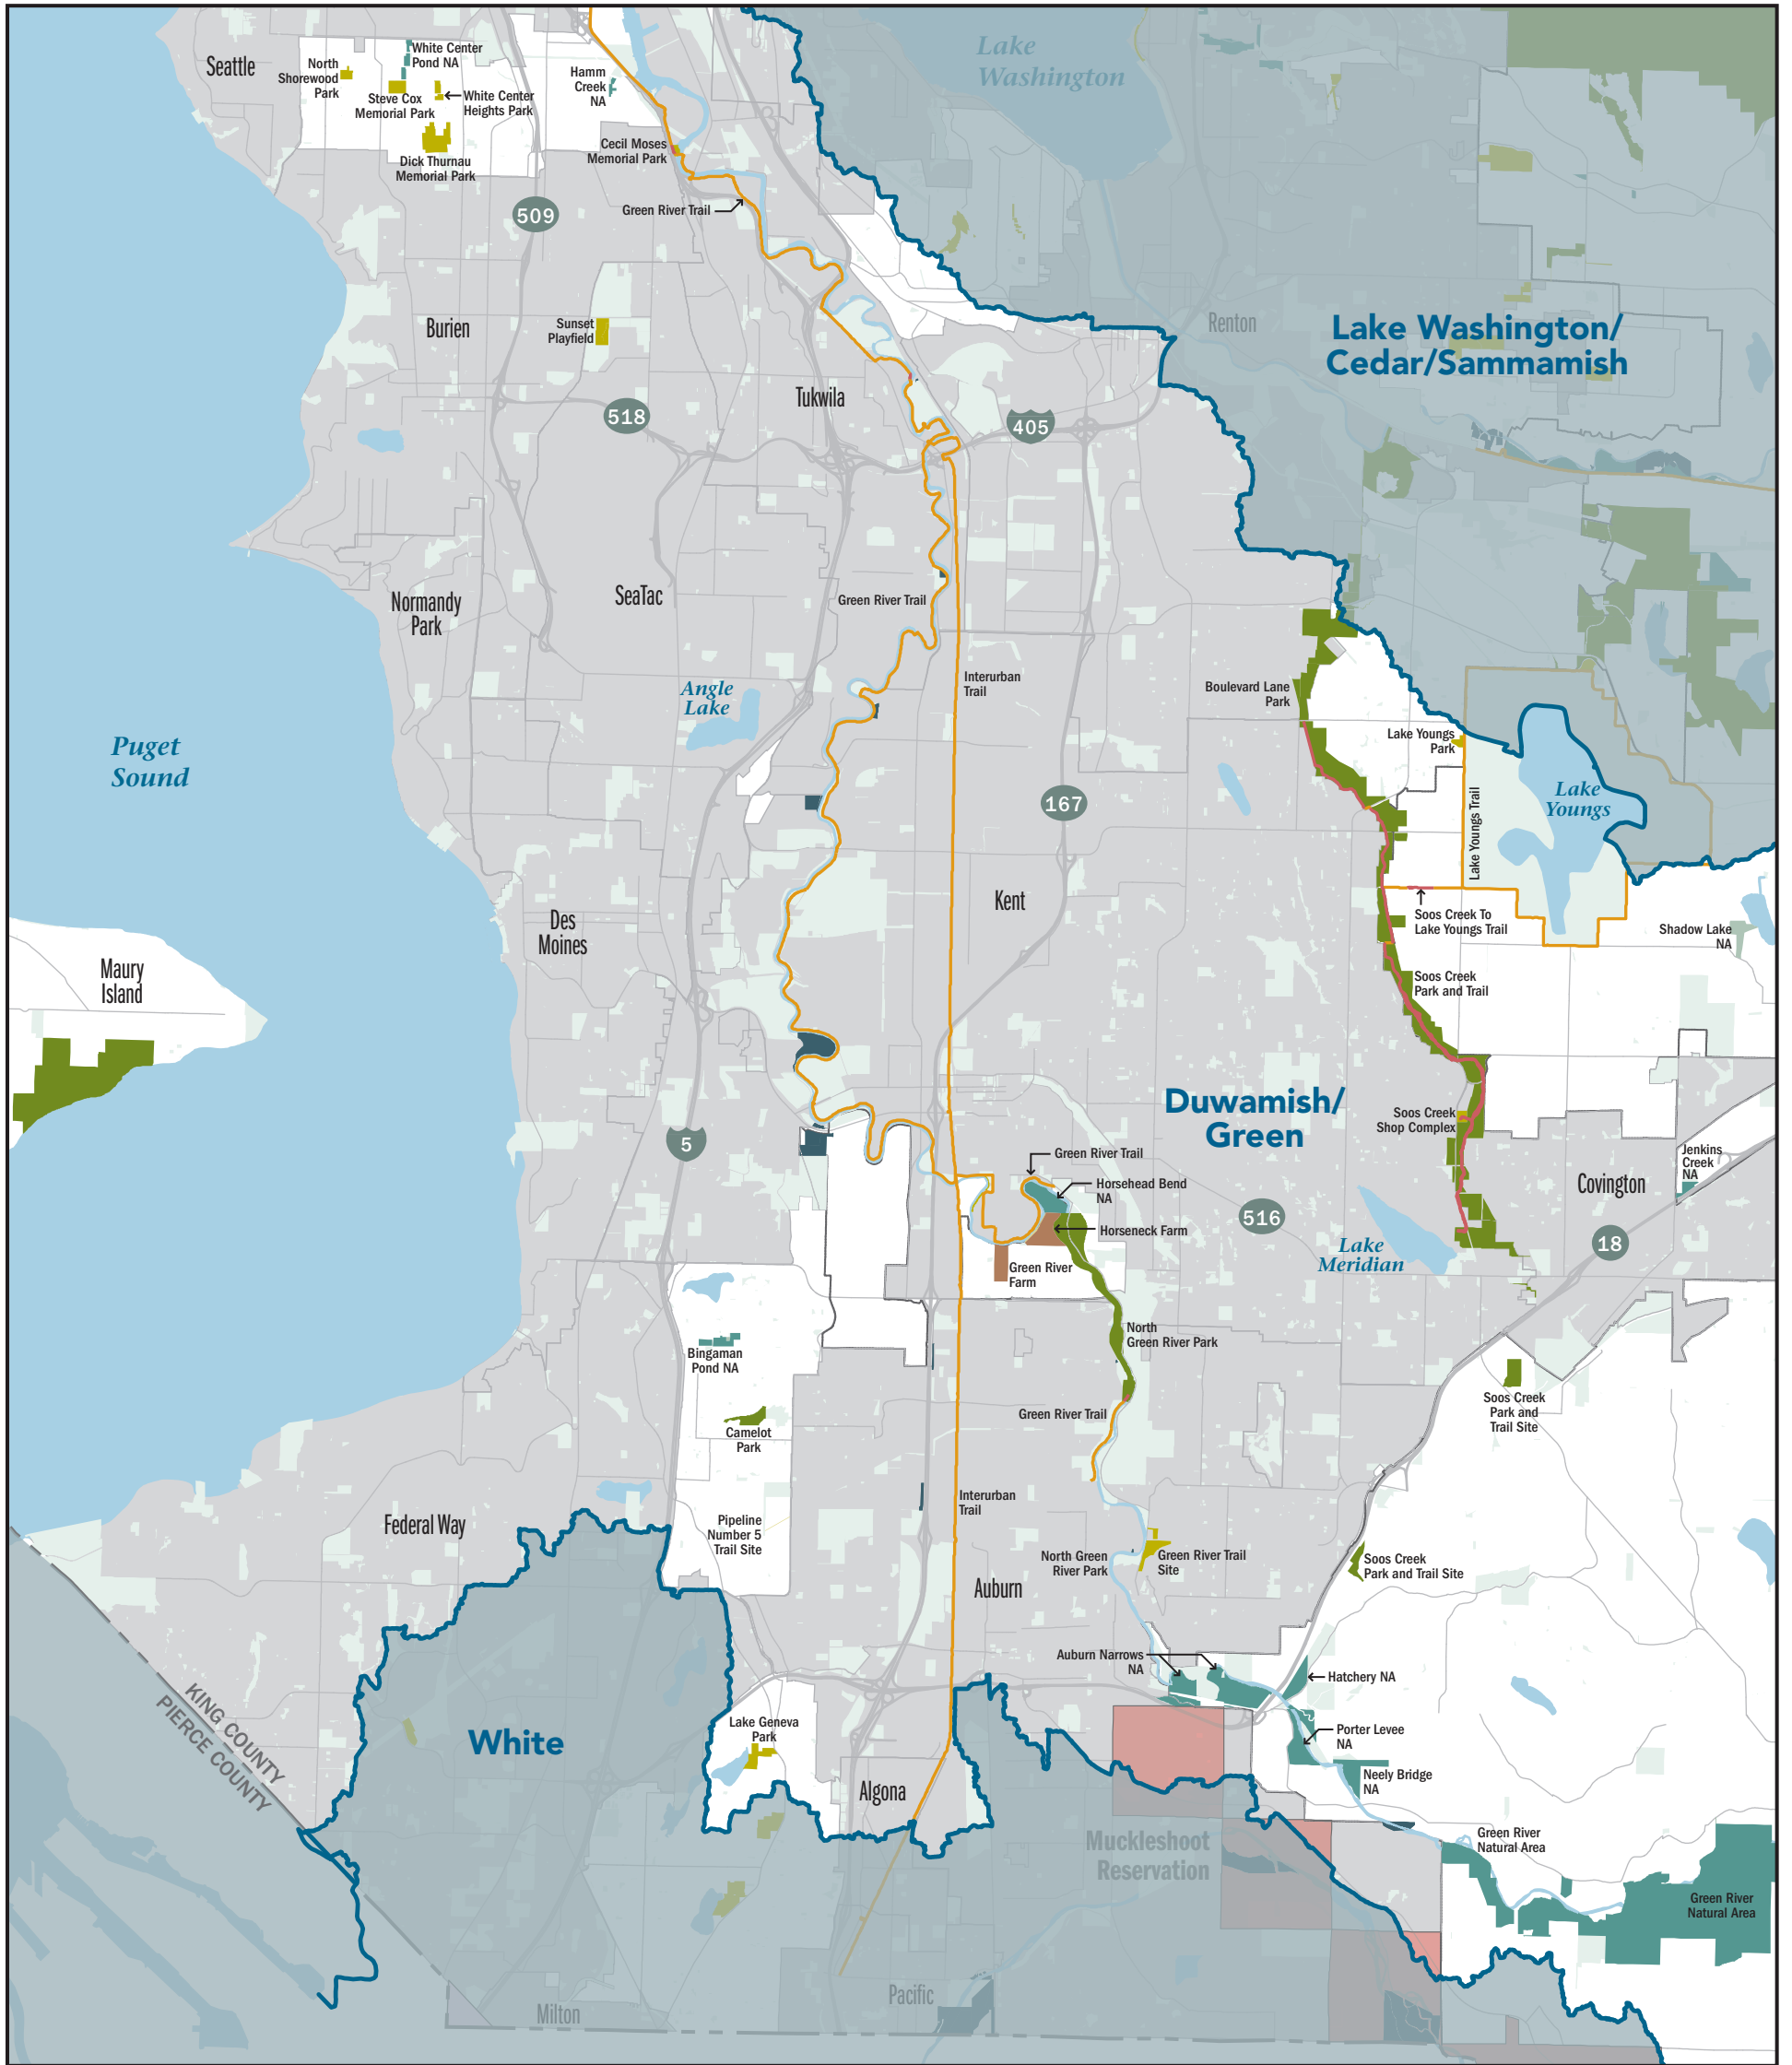 Seattle
North
Shorewood
Park
White Center
Pond NA
Steve Cox
Memorial Park
White Center
Heights Park
Dick Thurnau
Memorial Park
Hamm
Creek
NA
Cecil Moses
Memorial Park
Green River Trail
Lake
Washington
509
Burien
Sunset
Playfield
518
Tukwila
405
Renton
Lake Washington/
Cedar/Sammamish
Normandy
Park
SeaTac
Green River Trail
Angle
Lake
Interurban
Trail
Boulevard Lane
Park
Lake Youngs
Park
Lake
Youngs
Lake Youngs Trail
Puget
Sound
167
Kent
Des
Moines
Soos Creek To
Lake Youngs Trail
Shadow Lake
NA
Maury
Island
Soos Creek
Park and Trail
Duwamish/
Green
Soos Creek
Shop Complex
5
Green River Trail
Horsehead Bend
NA
Horseneck Farm
Green River
Farm
Jenkins
Creek
NA
Covington
516
18
Lake
Meridian
North
Green River Park
Bingaman
Pond NA
Camelot
Park
Green River Trail
Soos Creek
Park and
Trail Site
Federal Way
Pipeline
Number 5
Trail Site
Interurban
Trail
North Green
River Park
Green River Trail
Site
Soos Creek
Park and Trail Site
Auburn
Auburn Narrows
NA
Hatchery NA
KING COUNTY
PIERCE COUNTY
White
Lake Geneva
Park
Porter Levee
NA
Neely Bridge
NA
Algona
Muckleshoot
Reservation
Green River
Natural Area
Green River
Natural Area
Pacific
Milton